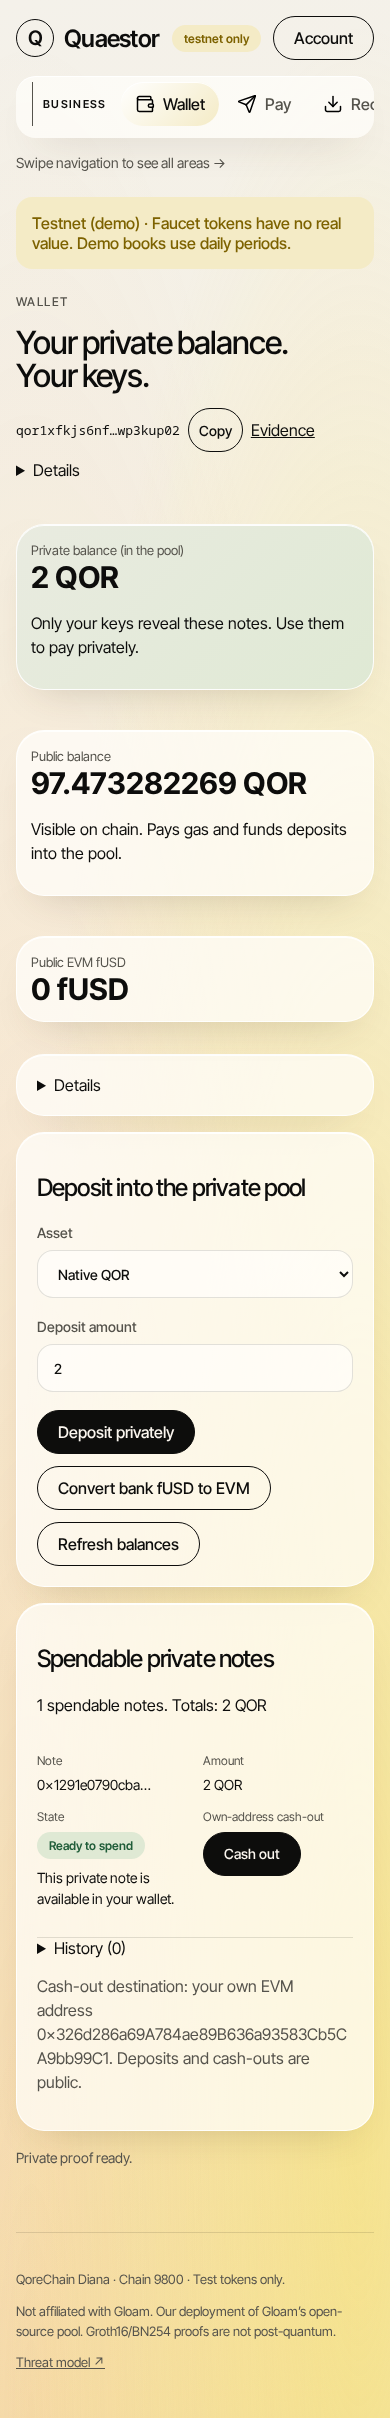 Q Quaestor testnet only Account
BUSINESS Wallet Pay Rec
Swipe navigation to see all areas →
Testnet (demo) · Faucet tokens have no real
value. Demo books use daily periods.
WALLET
Your private balance.
Your keys.
qor1xfkjs6nf…wp3kup02 Copy Evidence
▶ Details
Private balance (in the pool)
2 QOR
Only your keys reveal these notes. Use them
to pay privately.
Public balance
97.473282269 QOR
Visible on chain. Pays gas and funds deposits
into the pool.
Public EVM fUSD
0 fUSD
▶ Details
Deposit into the private pool
Asset
Native QOR
Deposit amount
2
Deposit privately
Convert bank fUSD to EVM
Refresh balances
Spendable private notes
1 spendable notes. Totals: 2 QOR
Note
0×1291e0790cba…
Amount
2 QOR
State
Ready to spend
This private note is
available in your wallet.
Own-address cash-out
Cash out
▶ History (0)
Cash-out destination: your own EVM
address
0×326d286a69A784ae89B636a93583Cb5C
A9bb99C1. Deposits and cash-outs are
public.
Private proof ready.
QoreChain Diana · Chain 9800 · Test tokens only.
Not affiliated with Gloam. Our deployment of Gloam's open-
source pool. Groth16/BN254 proofs are not post-quantum.
Threat model ↗